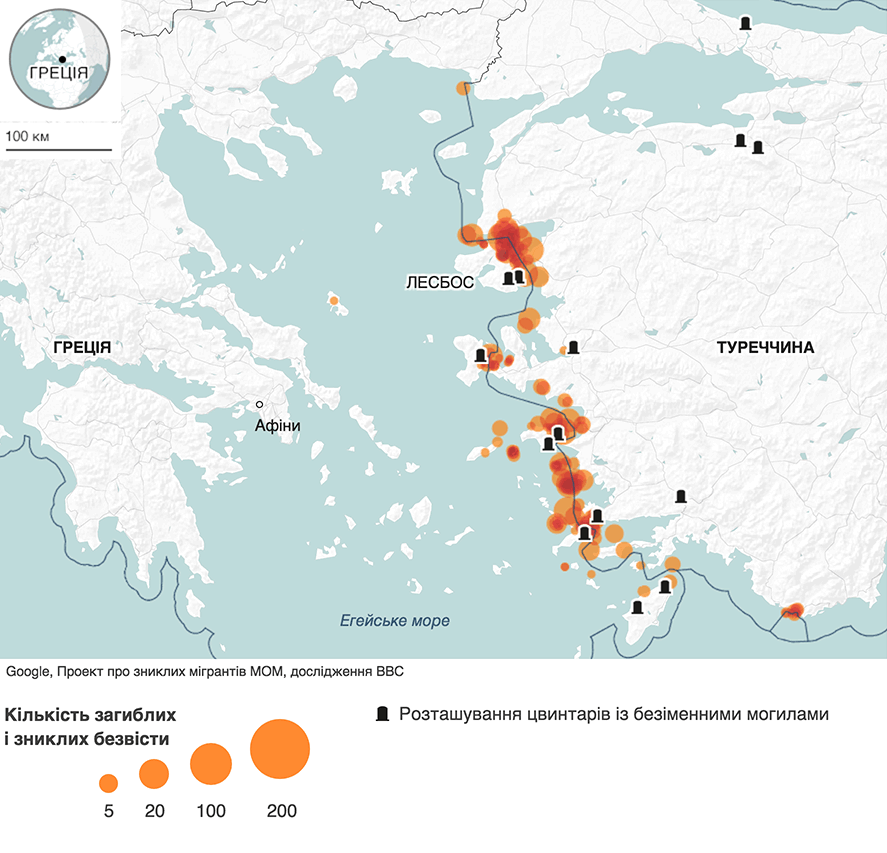 ГРЕЦІЯ
100 км
ЛЕСБОС
ГРЕЦІЯ
ТУРЕЧЧИНА
Афіни
Егейське море
Google, Проект про зниклих мігрантів МОМ, дослідження BBC
Кількість загиблих
і зниклих безвісти
5 20 100 200
Розташування цвинтарів із безіменними могилами